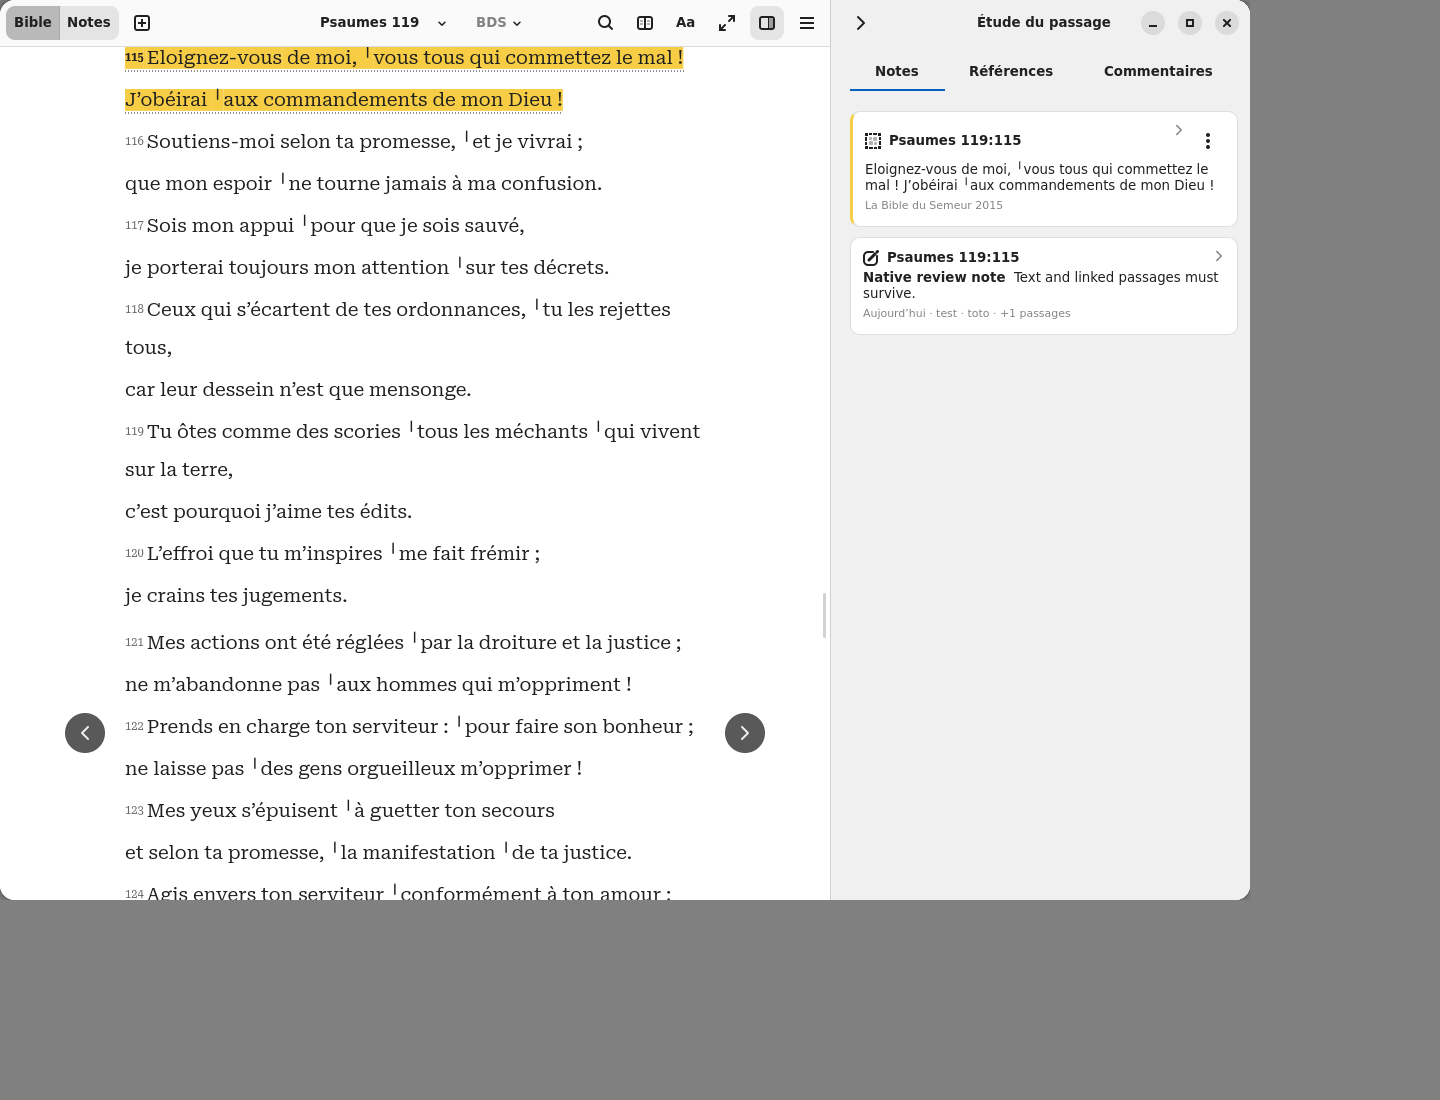 Bible Notes Psaumes 119 BDS Aa
115 Eloignez-vous de moi, ╵vous tous qui commettez le mal !
J’obéirai ╵aux commandements de mon Dieu !
116 Soutiens-moi selon ta promesse, ╵et je vivrai ;
que mon espoir ╵ne tourne jamais à ma confusion.
117 Sois mon appui ╵pour que je sois sauvé,
je porterai toujours mon attention ╵sur tes décrets.
118 Ceux qui s’écartent de tes ordonnances, ╵tu les rejettes
tous,
car leur dessein n’est que mensonge.
119 Tu ôtes comme des scories ╵tous les méchants ╵qui vivent
sur la terre,
c’est pourquoi j’aime tes édits.
120 L’effroi que tu m’inspires ╵me fait frémir ;
je crains tes jugements.
121 Mes actions ont été réglées ╵par la droiture et la justice ;
ne m’abandonne pas ╵aux hommes qui m’oppriment !
122 Prends en charge ton serviteur : ╵pour faire son bonheur ;
ne laisse pas ╵des gens orgueilleux m’opprimer !
123 Mes yeux s’épuisent ╵à guetter ton secours
et selon ta promesse, ╵la manifestation ╵de ta justice.
124 Agis envers ton serviteur ╵conformément à ton amour ;
Étude du passage
Notes Références Commentaires
Psaumes 119:115
Eloignez-vous de moi, ╵vous tous qui commettez le
mal ! J’obéirai ╵aux commandements de mon Dieu !
La Bible du Semeur 2015
Psaumes 119:115
Native review note Text and linked passages must
survive.
Aujourd’hui · test · toto · +1 passages